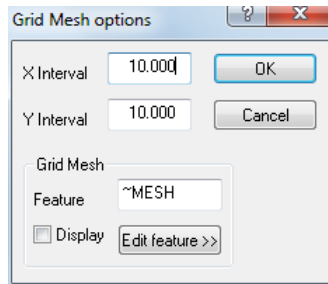 Grid Mesh options
X Interval 10.000 OK
Y Interval 10.000 Cancel
Grid Mesh
Feature ~MESH
Display Edit feature >>